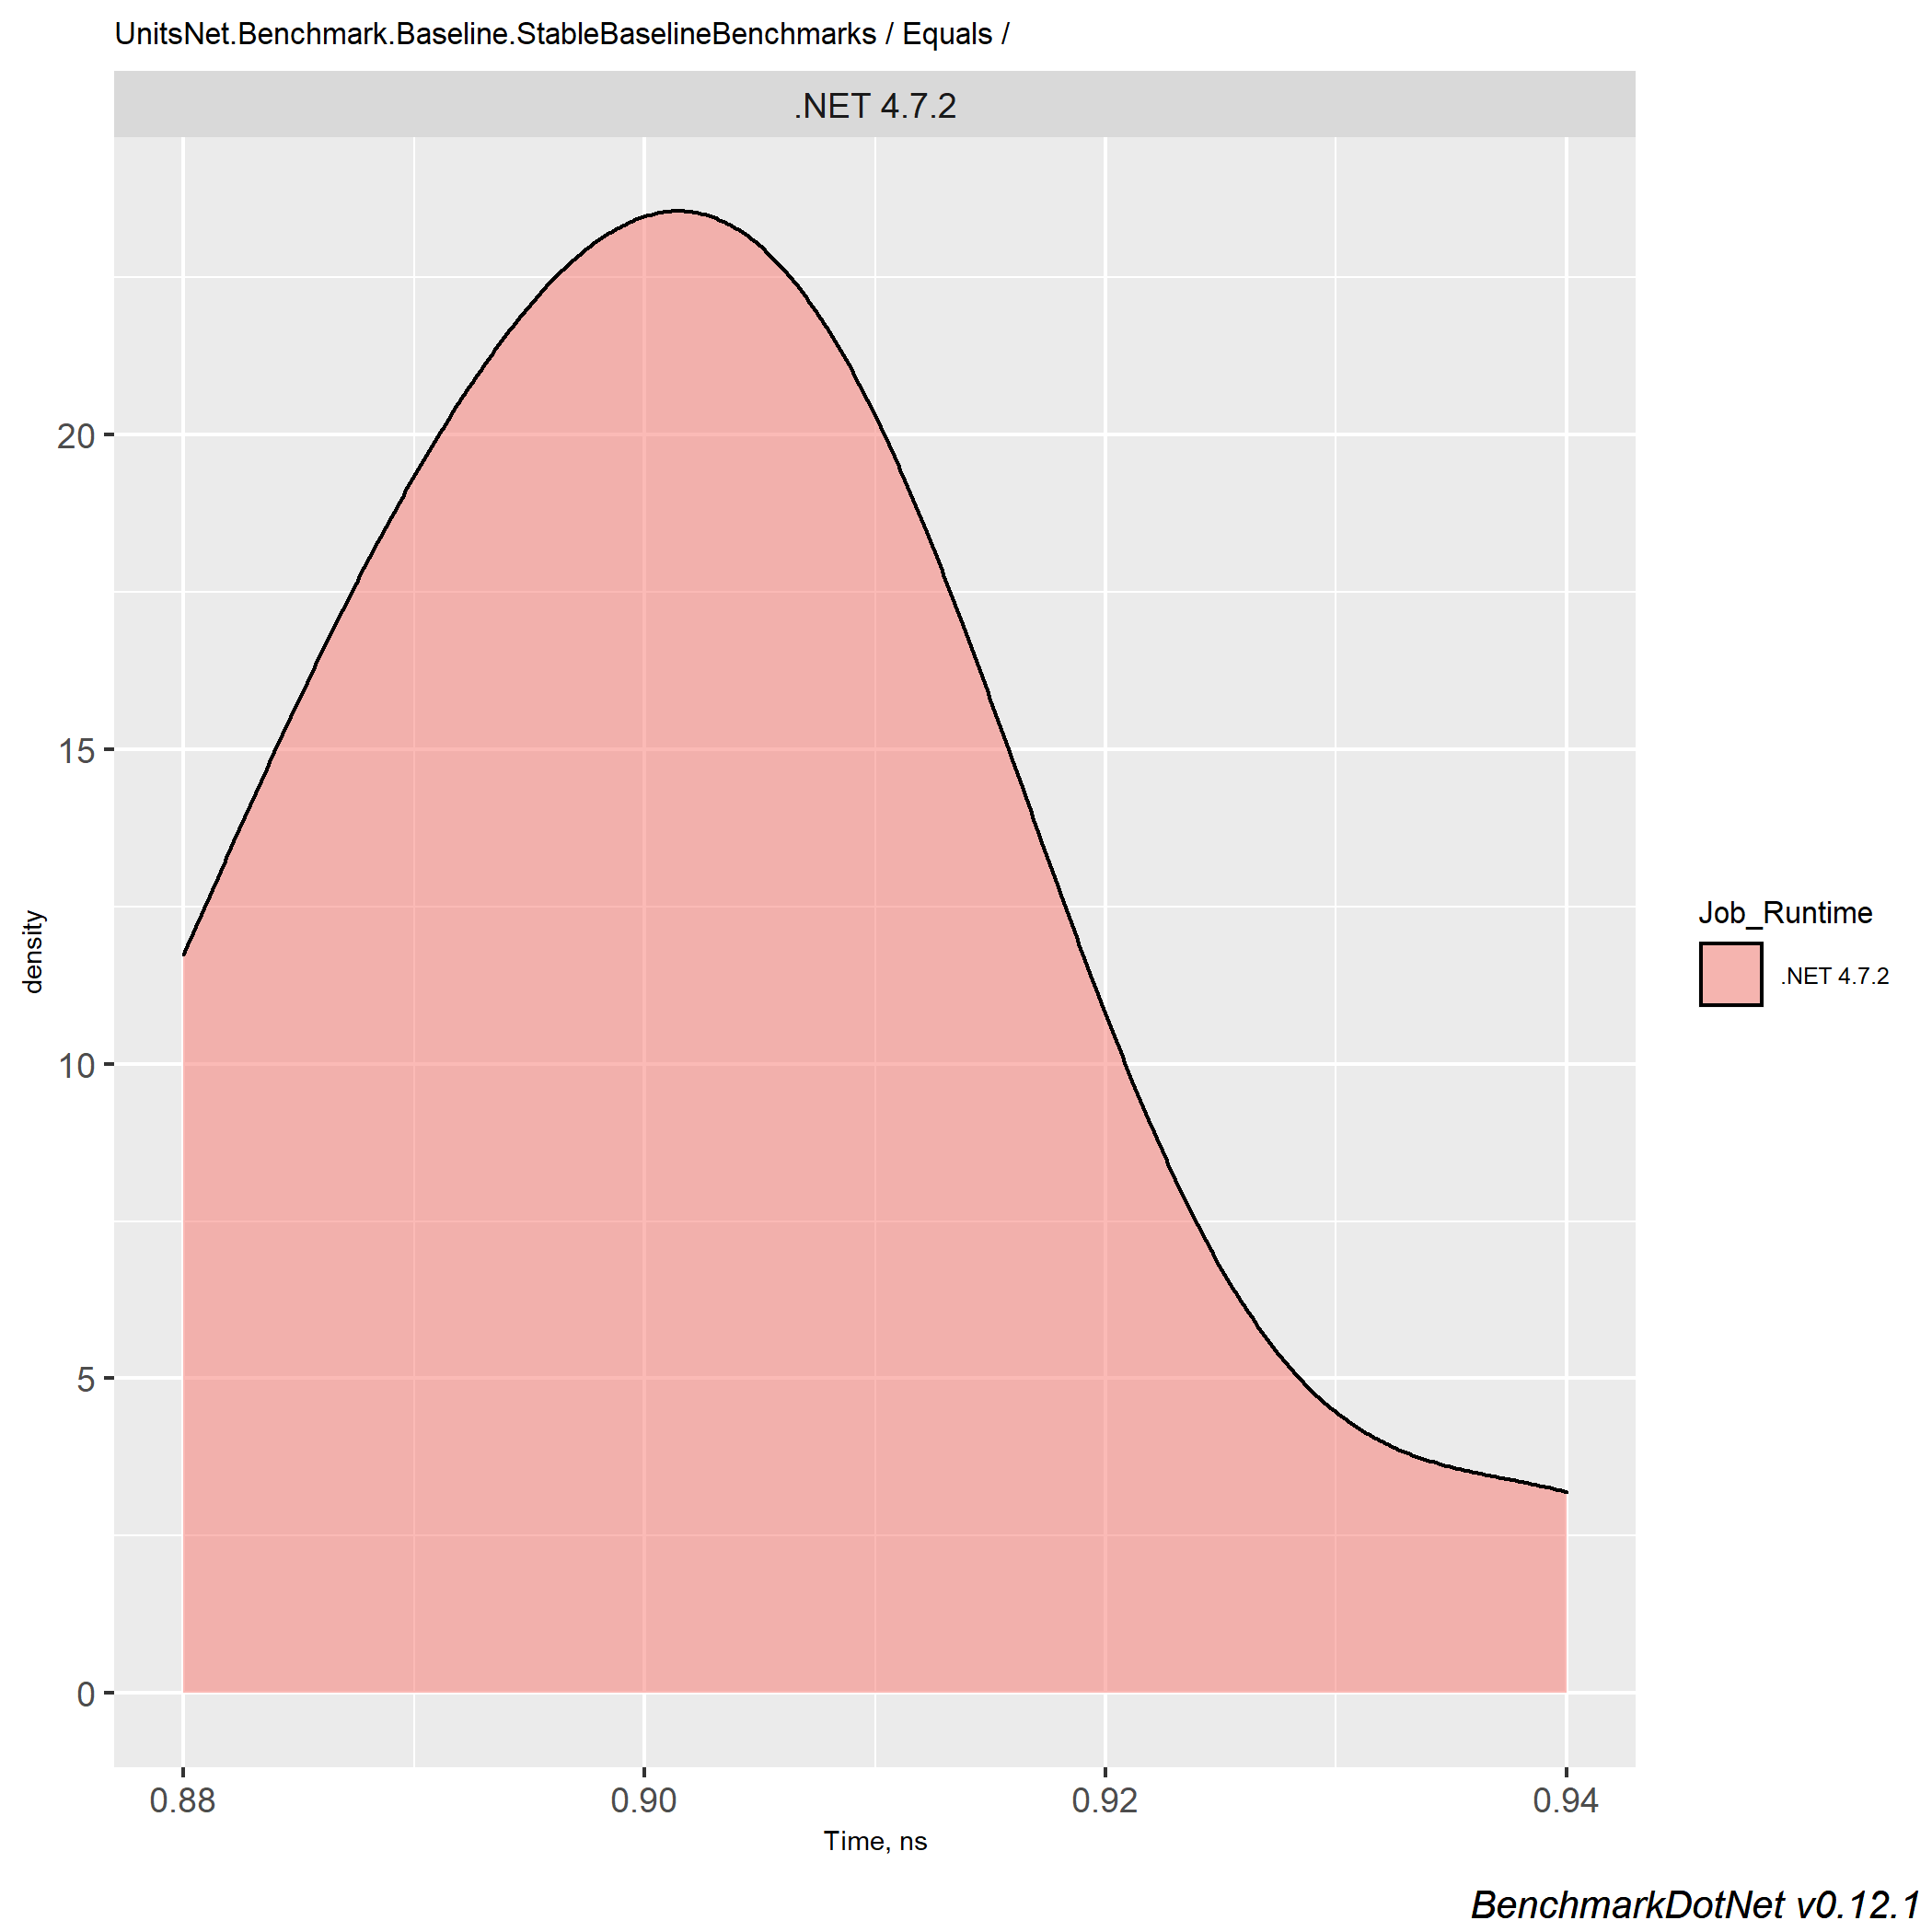 UnitsNet.Benchmark.Baseline.StableBaselineBenchmarks / Equals /
.NET 4.7.2
20
15
10
5
0
density
0.88 0.90 0.92 0.94
Time, ns
Job_Runtime
.NET 4.7.2
BenchmarkDotNet v0.12.1